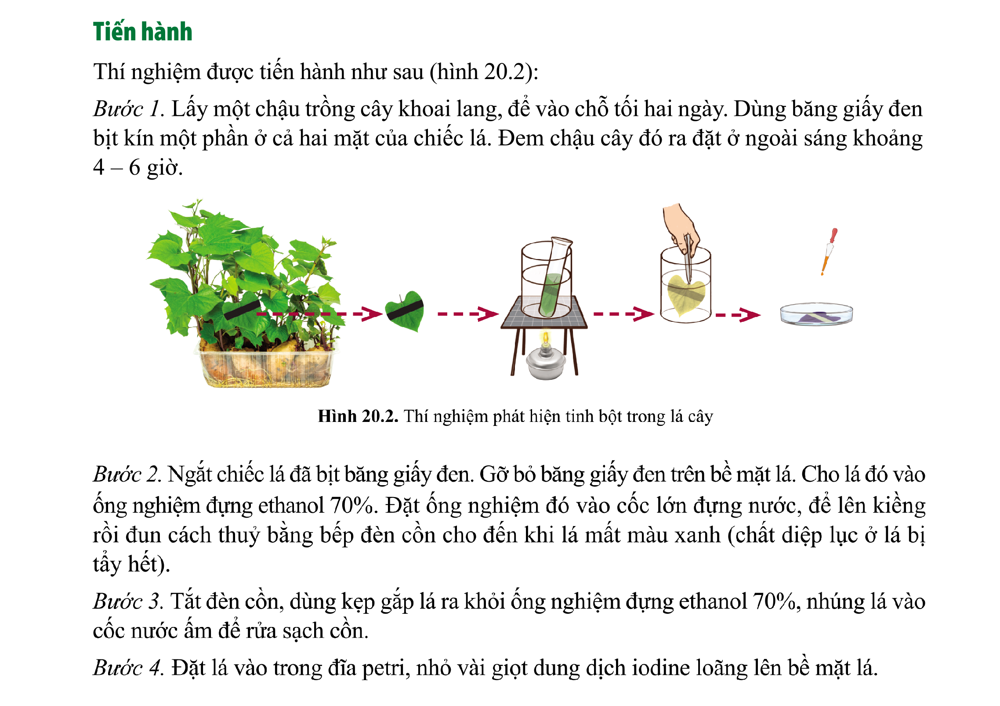 Tiến hành
Thí nghiệm được tiến hành như sau (hình 20.2):
Bước 1. Lấy một chậu trồng cây khoai lang, để vào chỗ tối hai ngày. Dùng băng giấy đen
bịt kín một phần ở cả hai mặt của chiếc lá. Đem chậu cây đó ra đặt ở ngoài sáng khoảng
4 – 6 giờ.
Hình 20.2. Thí nghiệm phát hiện tinh bột trong lá cây
Bước 2. Ngắt chiếc lá đã bịt băng giấy đen. Gỡ bỏ băng giấy đen trên bề mặt lá. Cho lá đó vào
ống nghiệm đựng ethanol 70%. Đặt ống nghiệm đó vào cốc lớn đựng nước, để lên kiềng
rồi đun cách thuỷ bằng bếp đèn cồn cho đến khi lá mất màu xanh (chất diệp lục ở lá bị
tẩy hết).
Bước 3. Tắt đèn cồn, dùng kẹp gắp lá ra khỏi ống nghiệm đựng ethanol 70%, nhúng lá vào
cốc nước ấm để rửa sạch cồn.
Bước 4. Đặt lá vào trong đĩa petri, nhỏ vài giọt dung dịch iodine loãng lên bề mặt lá.